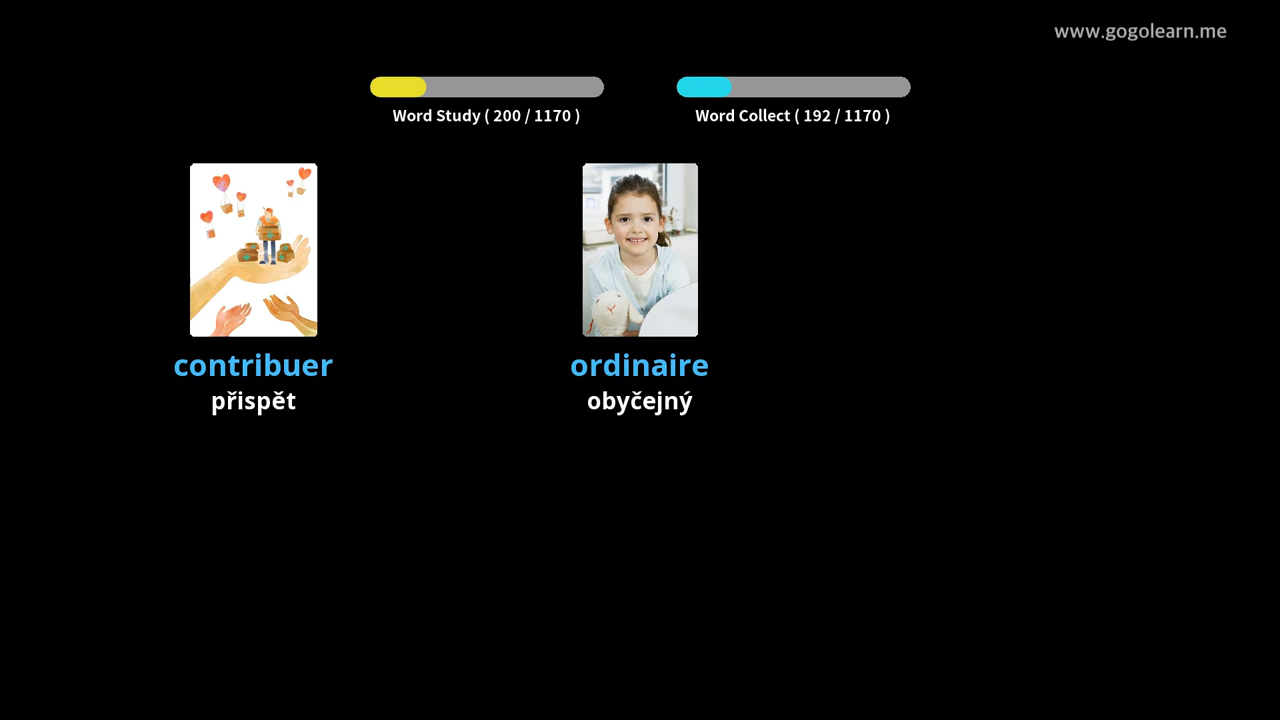 www.gogolearn.me
Word Study ( 200 / 1170 )
Word Collect ( 192 / 1170 )
contribuer
přispět
ordinaire
obyčejný